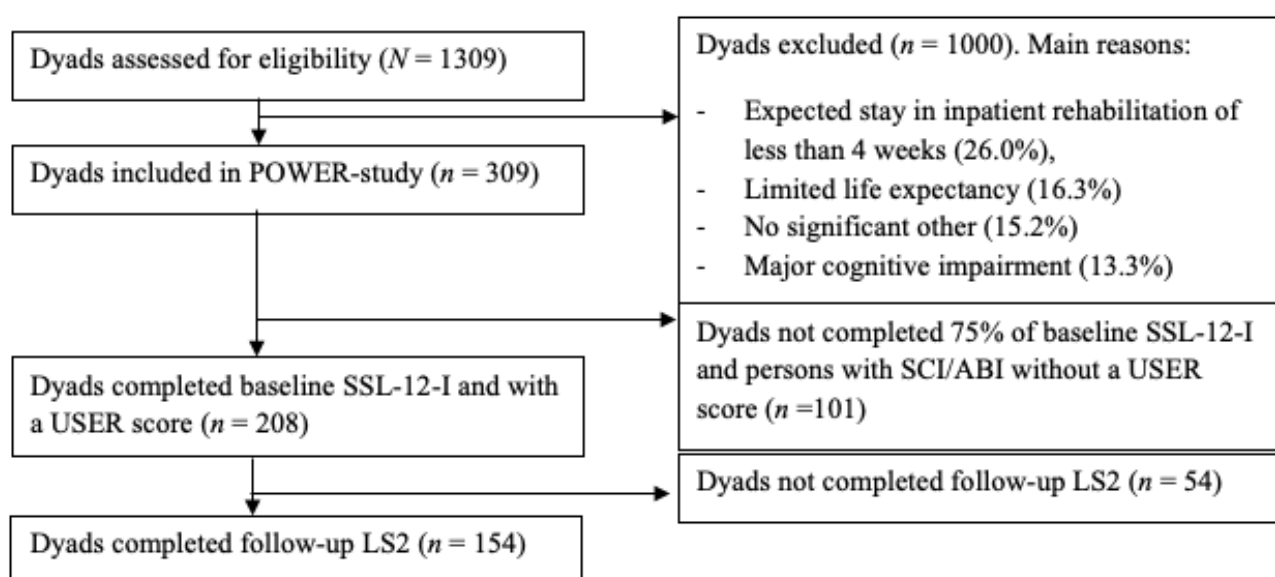 Dyads assessed for eligibility (N = 1309)
Dyads excluded (n = 1000). Main reasons:
- Expected stay in inpatient rehabilitation of
less than 4 weeks (26.0%),
- Limited life expectancy (16.3%)
- No significant other (15.2%)
- Major cognitive impairment (13.3%)
Dyads included in POWER-study (n = 309)
Dyads not completed 75% of baseline SSL-12-I
and persons with SCI/ABI without a USER
score (n =101)
Dyads completed baseline SSL-12-I and with
a USER score (n = 208)
Dyads not completed follow-up LS2 (n = 54)
Dyads completed follow-up LS2 (n = 154)